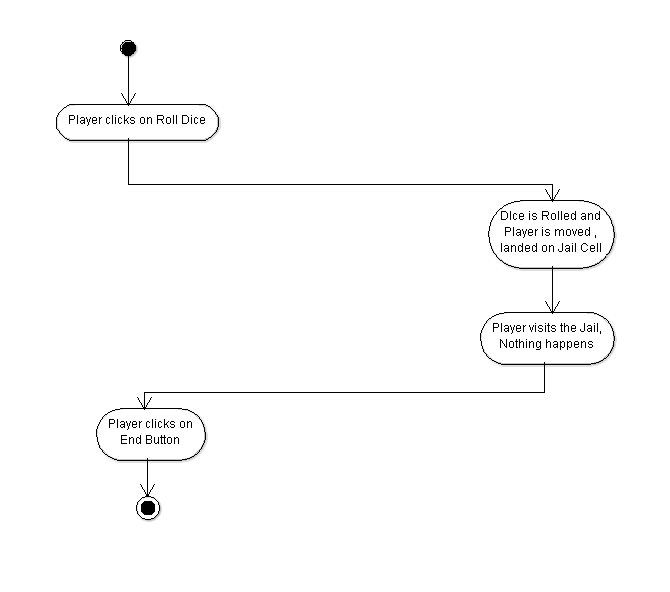 Player clicks on Roll Dice
DIce is Rolled and
Player is moved ,
landed on Jail Cell
Player visits the Jail,
Nothing happens
Player clicks on
End Button